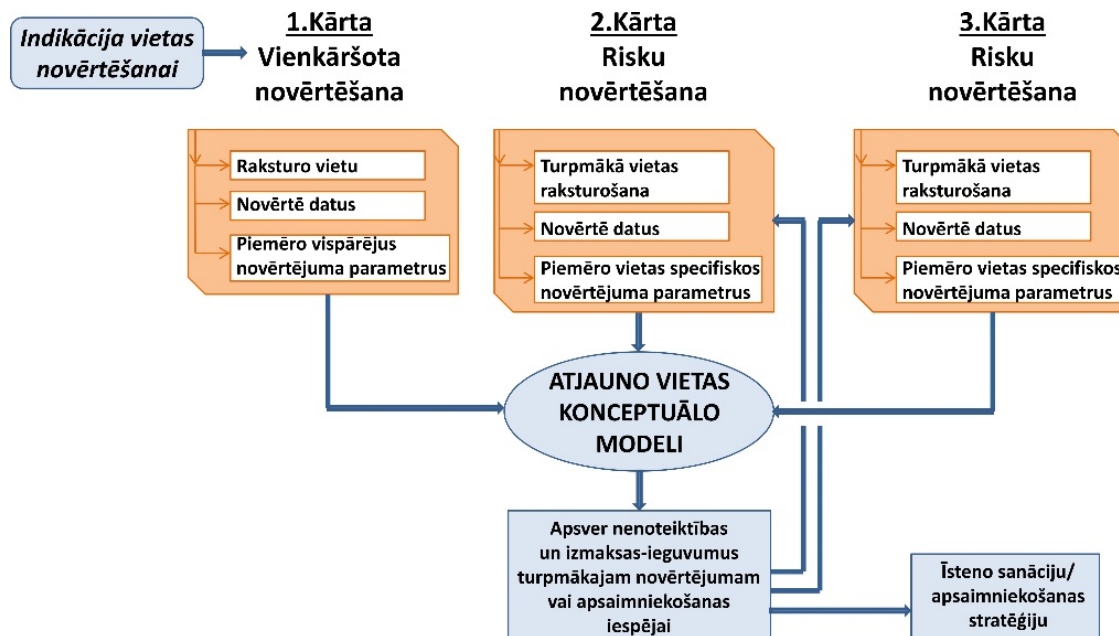 Indikācija vietas
novērtēšanai
1.Kārta
Vienkāršota
novērtēšana
2.Kārta
Risku
novērtēšana
3.Kārta
Risku
novērtēšana
Raksturo vietu
Novērtē datus
Piemēro vispārējus
novērtējuma parametrus
Turpmākā vietas
raksturošana
Novērtē datus
Piemēro vietas specifiskos
novērtējuma parametrus
Turpmākā vietas
raksturošana
Novērtē datus
Piemēro vietas specifiskos
novērtējuma parametrus
ATJAUNO VIETAS
KONCEPTUĀLO
MODELI
Apsver nenoteiktības
un izmaksas-ieguvumus
turpmākajam novērtējumam
vai apsaimniekošanas
iespējai
Īsteno sanāciju/
apsaimniekošanas
stratēģiju